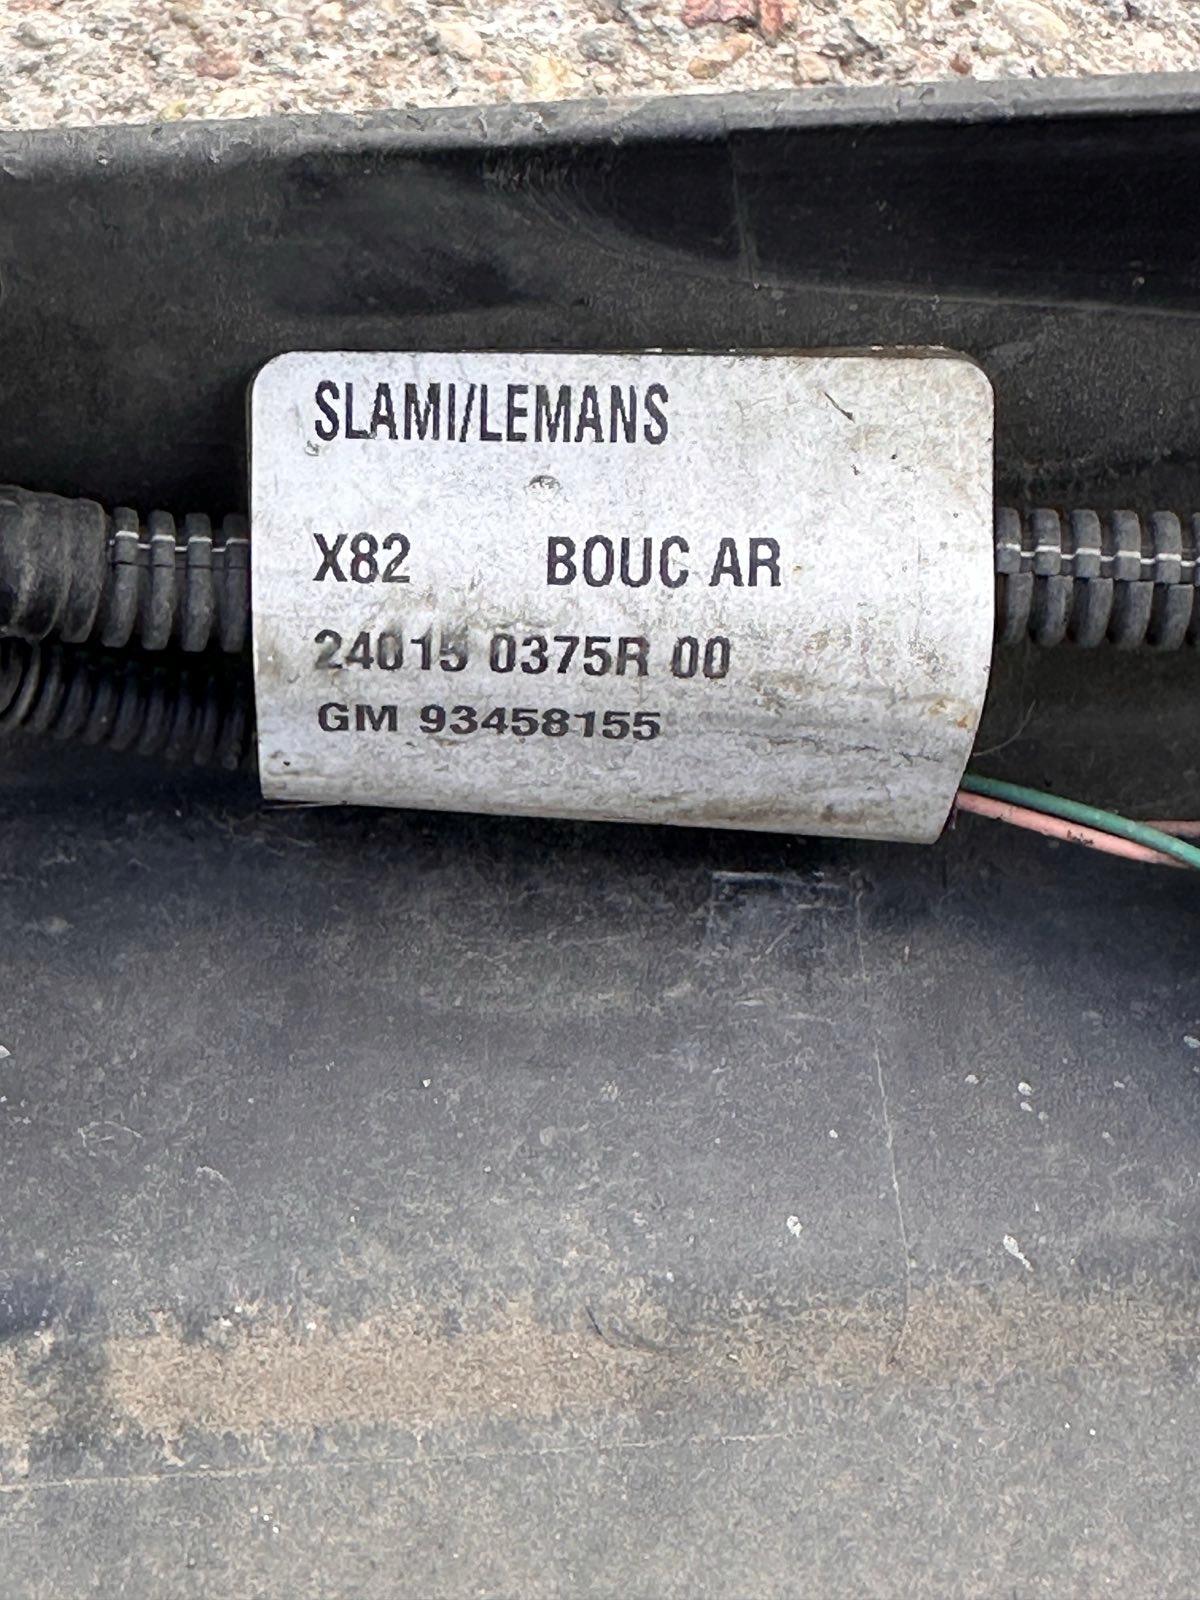 SLAMI/LEMANS
X82 BOUC AR
24015 0375R 00
GM 93458155